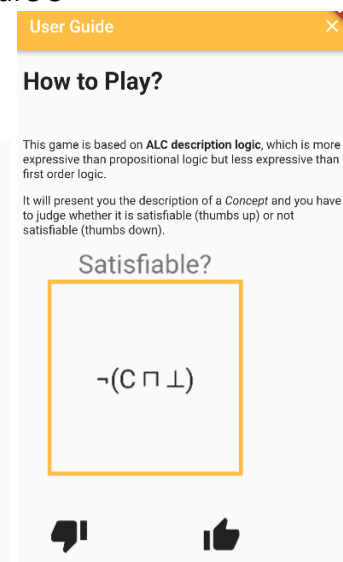 User Guide
How to Play?
This game is based on ALC description logic, which is more
expressive than propositional logic but less expressive than
first order logic.
It will present you the description of a Concept and you have
to judge whether it is satisfiable (thumbs up) or not
satisfiable (thumbs down).
Satisfiable?
¬(C ⊓ ⊥)